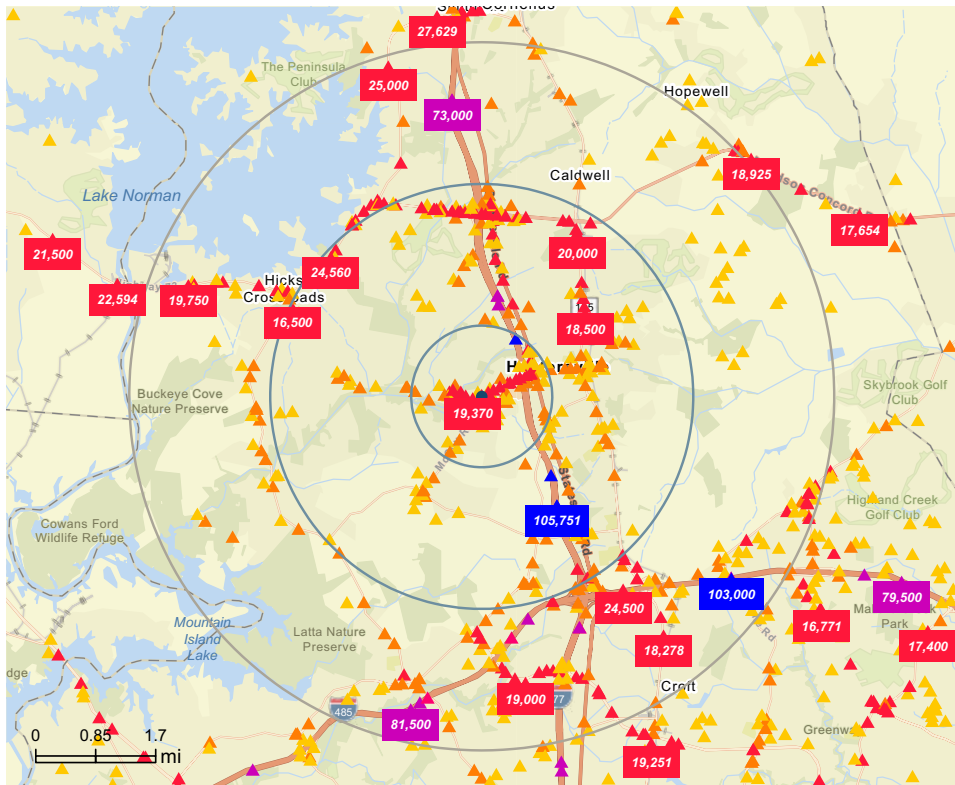 27,629
The Peninsula
Club
25,000
Hopewell
73,000
Caldwell
18,925
Lake Norman
17,654
21,500
20,000
24,560
Hicks
Crossroads
22,594
19,750
16,500
18,500
Skybrook Golf
Club
Buckeye Cove
Nature Preserve
19,370
Highland Creek
Golf Club
Cowans Ford
Wildlife Refuge
105,751
103,000
79,500
24,500
Park
16,771
Mountain
Island
Lake
Latta Nature
Preserve
18,278
17,400
dge
Croft
19,000
77
485
81,500
0 0.85 1.7
mi
19,251